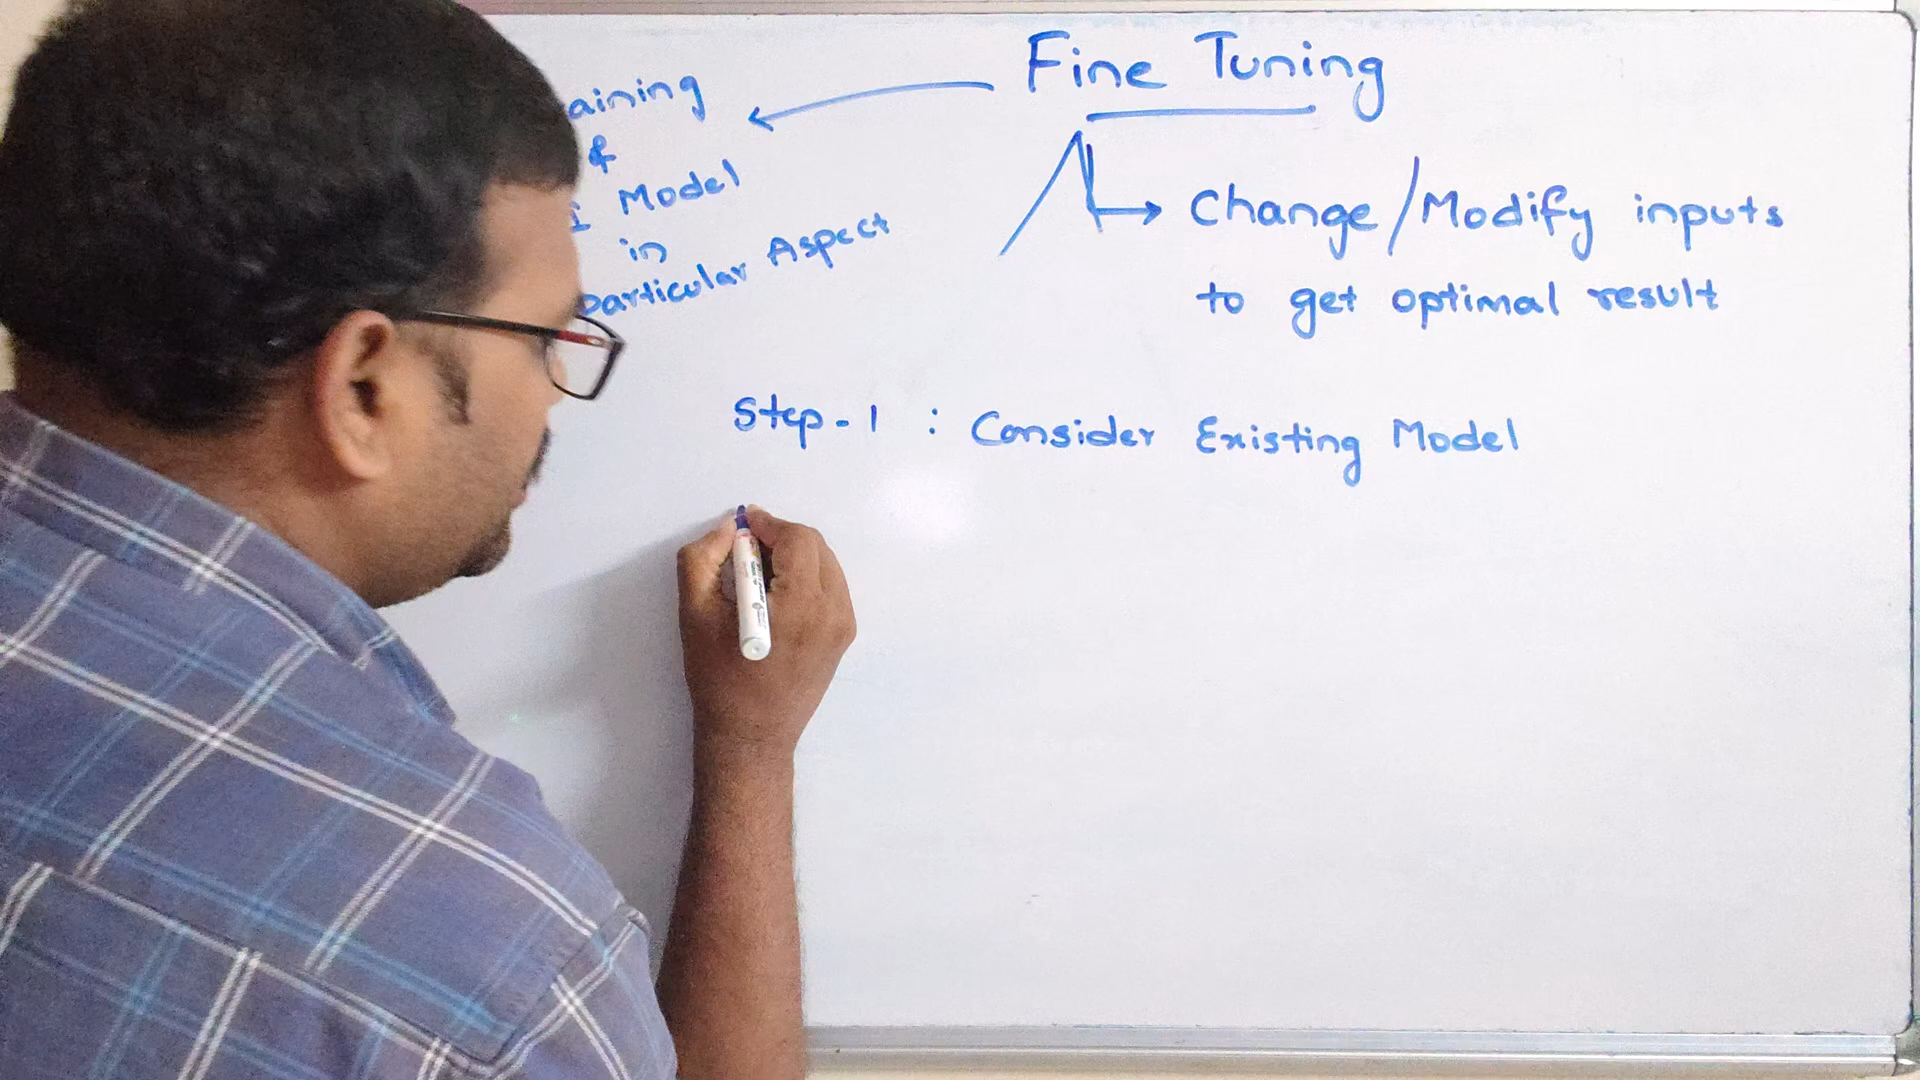 Fine Tuning
aining
&
I Model
in
particular Aspect
Change/Modify inputs
to get optimal result
Step-1 : Consider Existing Model